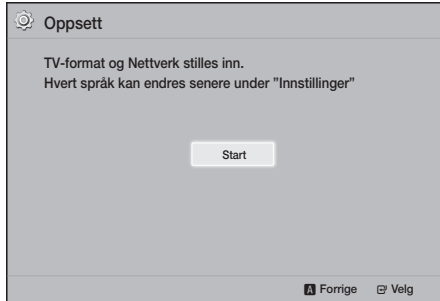 Oppsett
TV-format og Nettverk stilles inn.
Hvert språk kan endres senere under ”Innstillinger”
Start
A Forrige Velg